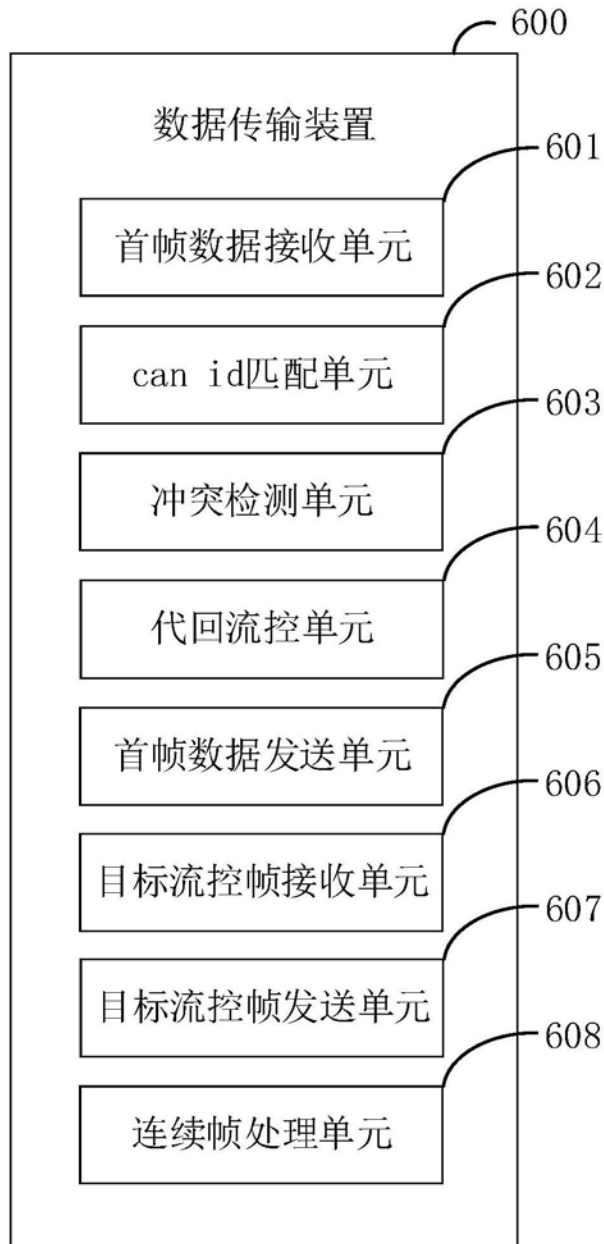 600
数据传输装置
601
首帧数据接收单元
602
can id匹配单元
603
冲突检测单元
604
代回流控单元
605
首帧数据发送单元
606
目标流控帧接收单元
607
目标流控帧发送单元
608
连续帧处理单元